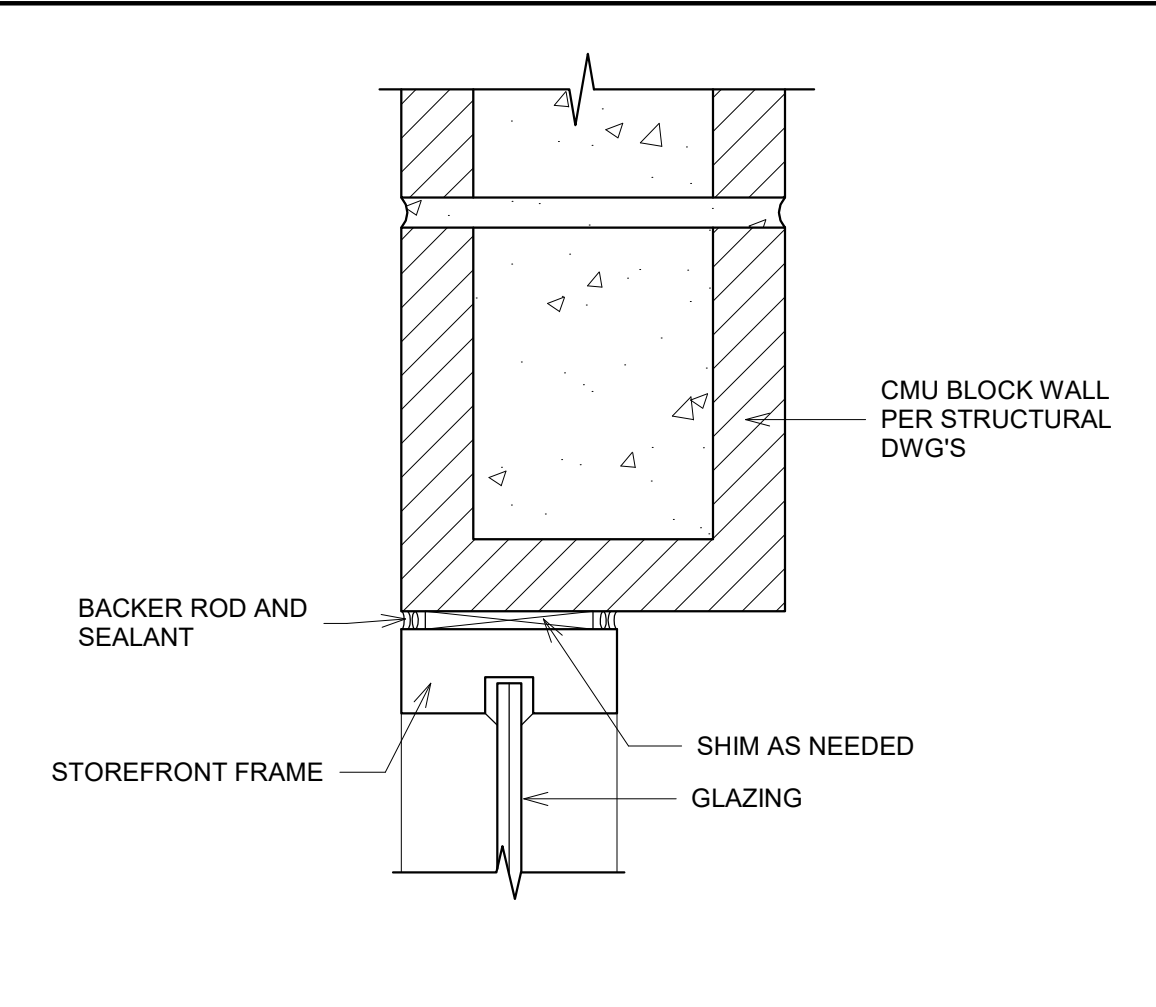 CMU BLOCK WALL
PER STRUCTURAL
DWG'S
BACKER ROD AND
SEALANT
SHIM AS NEEDED
STOREFRONT FRAME
GLAZING